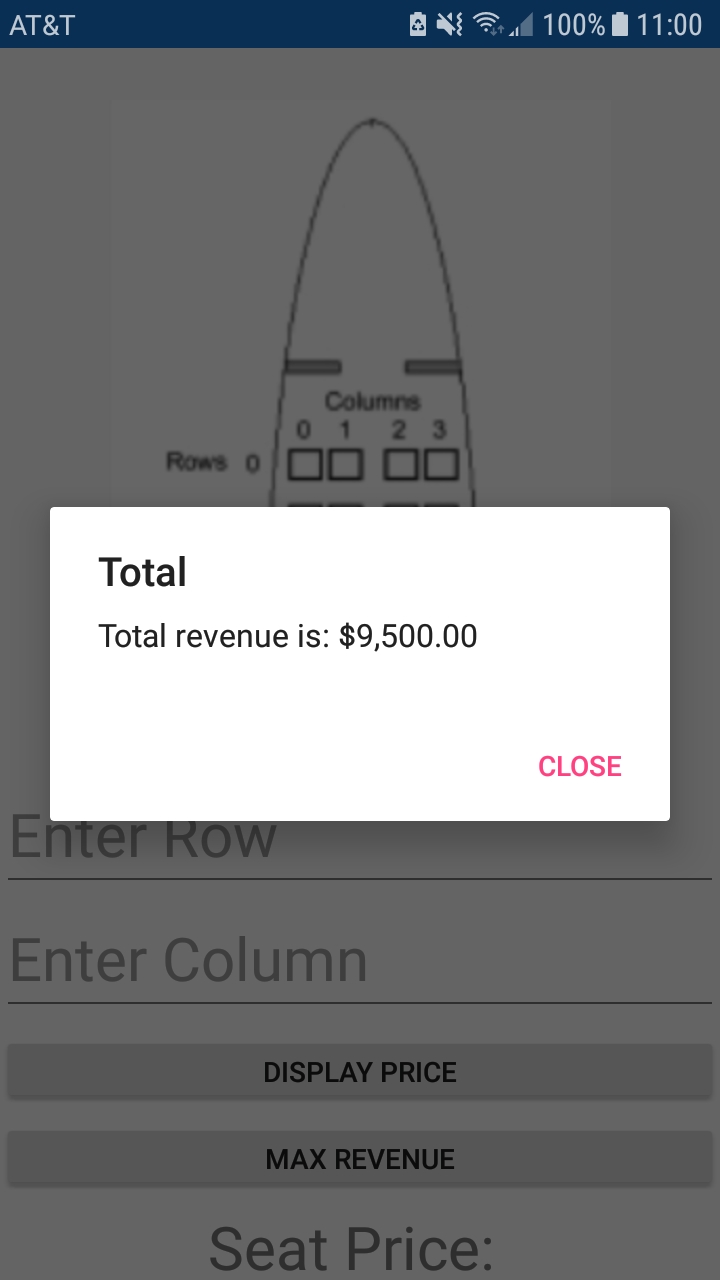 AT&T 100% 11:00
Columns
0 1 2 3
Rows 0
Total
Total revenue is: $9,500.00
CLOSE
Enter Row
Enter Column
DISPLAY PRICE
MAX REVENUE
Seat Price: